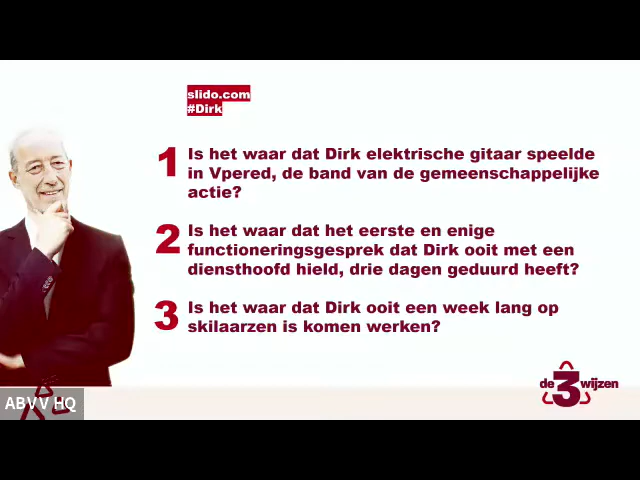 slido.com
#Dirk
1 Is het waar dat Dirk elektrische gitaar speelde
in Vpered, de band van de gemeenschappelijke
actie?
2 Is het waar dat het eerste en enige
functioneringsgesprek dat Dirk ooit met een
diensthoofd hield, drie dagen geduurd heeft?
3 Is het waar dat Dirk ooit een week lang op
skilaarzen is komen werken?
de 3 wijzen
ABVV HQ